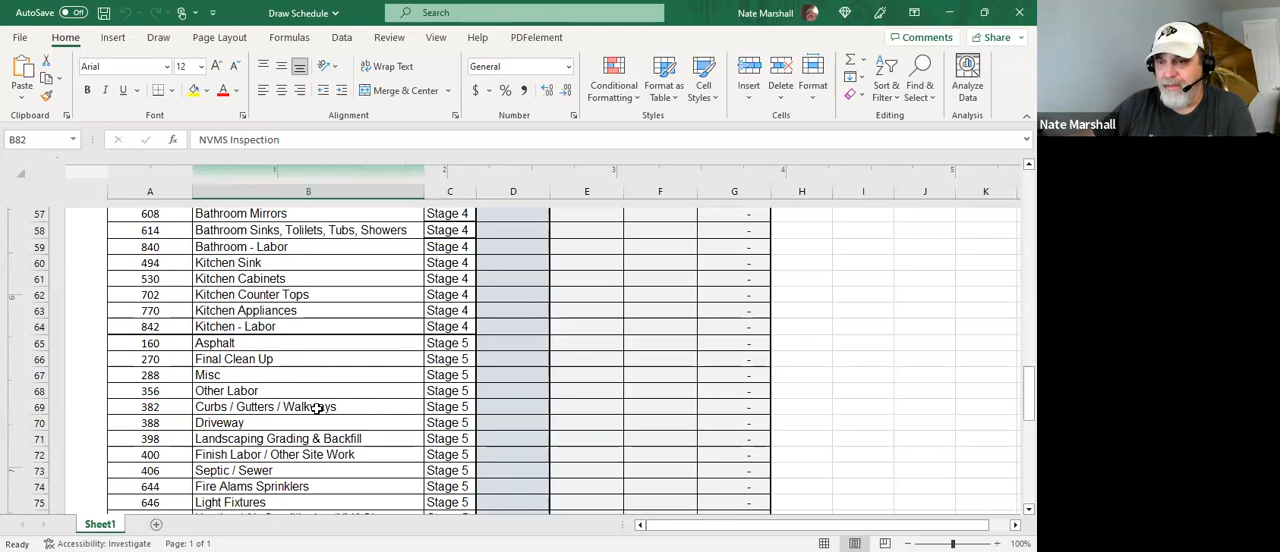 AutoSave Off Draw Schedule Search Nate Marshall
File Home Insert Draw Page Layout Formulas Data Review View Help PDFelement Comments Share
Paste Arial 12 A A Wrap Text General Conditional Formatting Format as Table Cell Styles Insert Delete Format Sort & Filter Find & Select Analyze Data
B I U A Merge & Center $ % 9
Clipboard Font Alignment Number Styles Cells Editing Analysis
Nate Marshall
B82 fx NVMS Inspection
1 2 3 4 5
A B C D E F G H I J K
57 608 Bathroom Mirrors Stage 4 -
58 614 Bathroom Sinks, Tolilets, Tubs, Showers Stage 4 -
59 840 Bathroom - Labor Stage 4 -
60 494 Kitchen Sink Stage 4 -
61 530 Kitchen Cabinets Stage 4 -
62 702 Kitchen Counter Tops Stage 4 -
63 770 Kitchen Appliances Stage 4 -
64 842 Kitchen - Labor Stage 4 -
65 160 Asphalt Stage 5 -
66 270 Final Clean Up Stage 5 -
67 288 Misc Stage 5 -
68 356 Other Labor Stage 5 -
69 382 Curbs / Gutters / Walkways Stage 5 -
70 388 Driveway Stage 5 -
71 398 Landscaping Grading & Backfill Stage 5 -
72 400 Finish Labor / Other Site Work Stage 5 -
73 406 Septic / Sewer Stage 5 -
74 644 Fire Alams Sprinklers Stage 5 -
75 646 Light Fixtures Stage 5 -
Sheet1
Ready Accessibility: Investigate Page: 1 of 1 100%